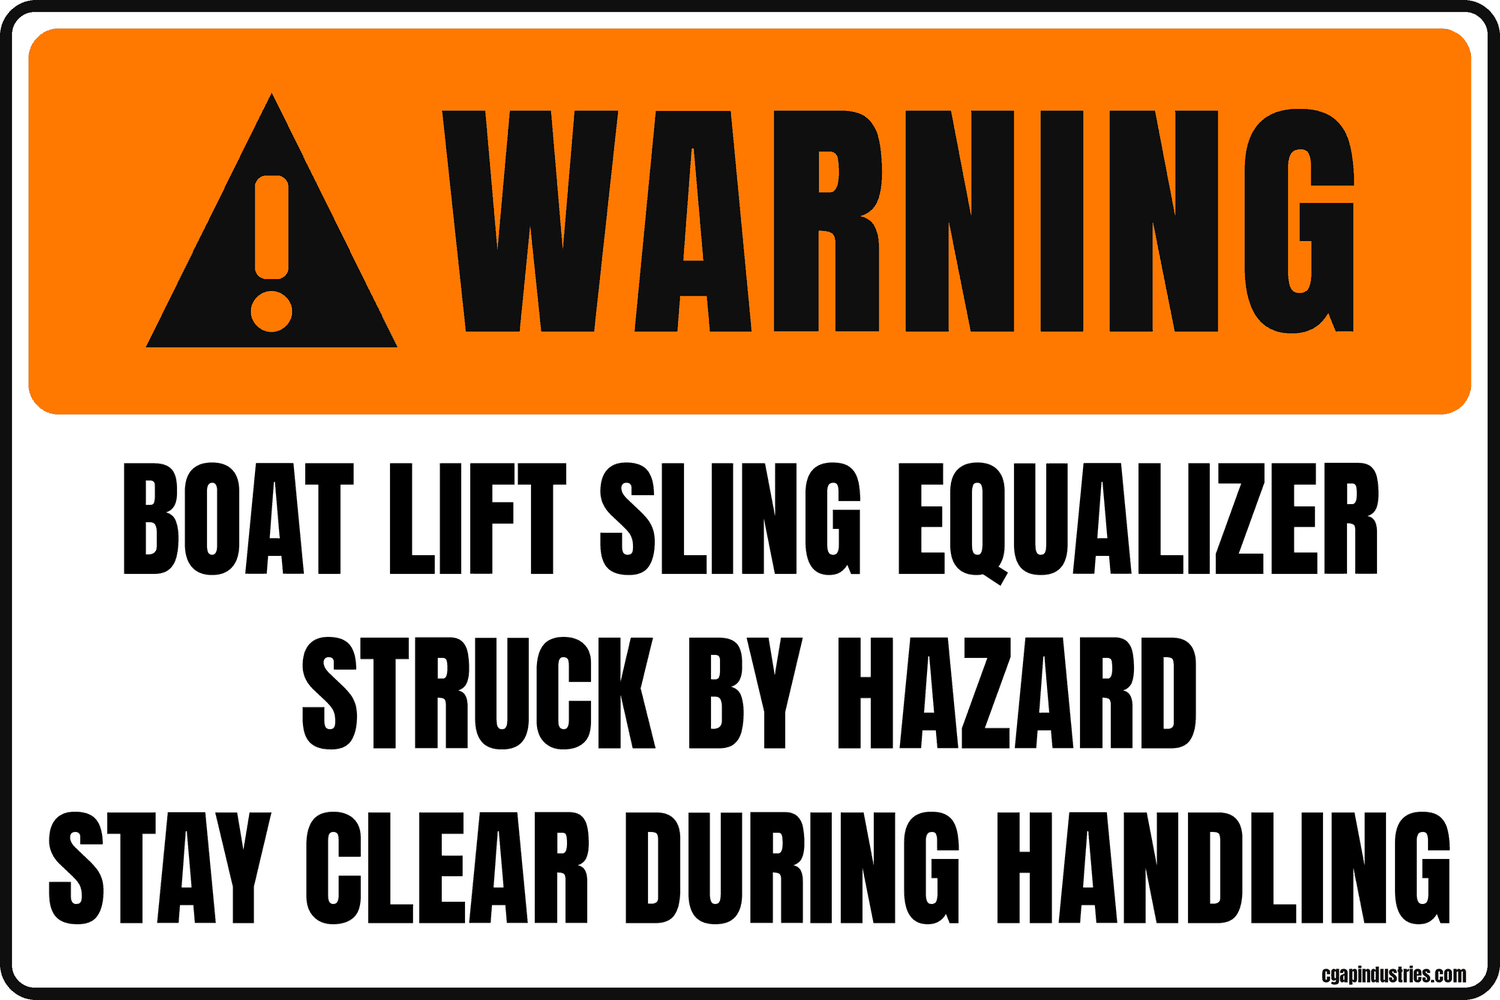 WARNING
BOAT LIFT SLING EQUALIZER
STRUCK BY HAZARD
STAY CLEAR DURING HANDLING
cgapindustries.com